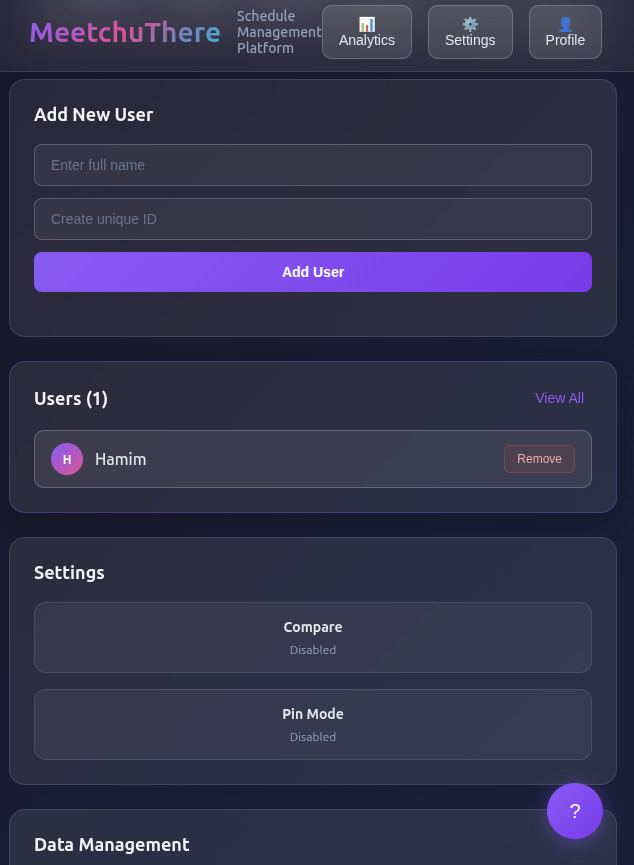 MeetchuThere
Schedule
Management
Platform
📊
Analytics
⚙️
Settings
👤
Profile
Add New User
Enter full name
Create unique ID
Add User
Users (1)
View All
H
Hamim
Remove
Settings
Compare
Disabled
Pin Mode
Disabled
?
Data Management